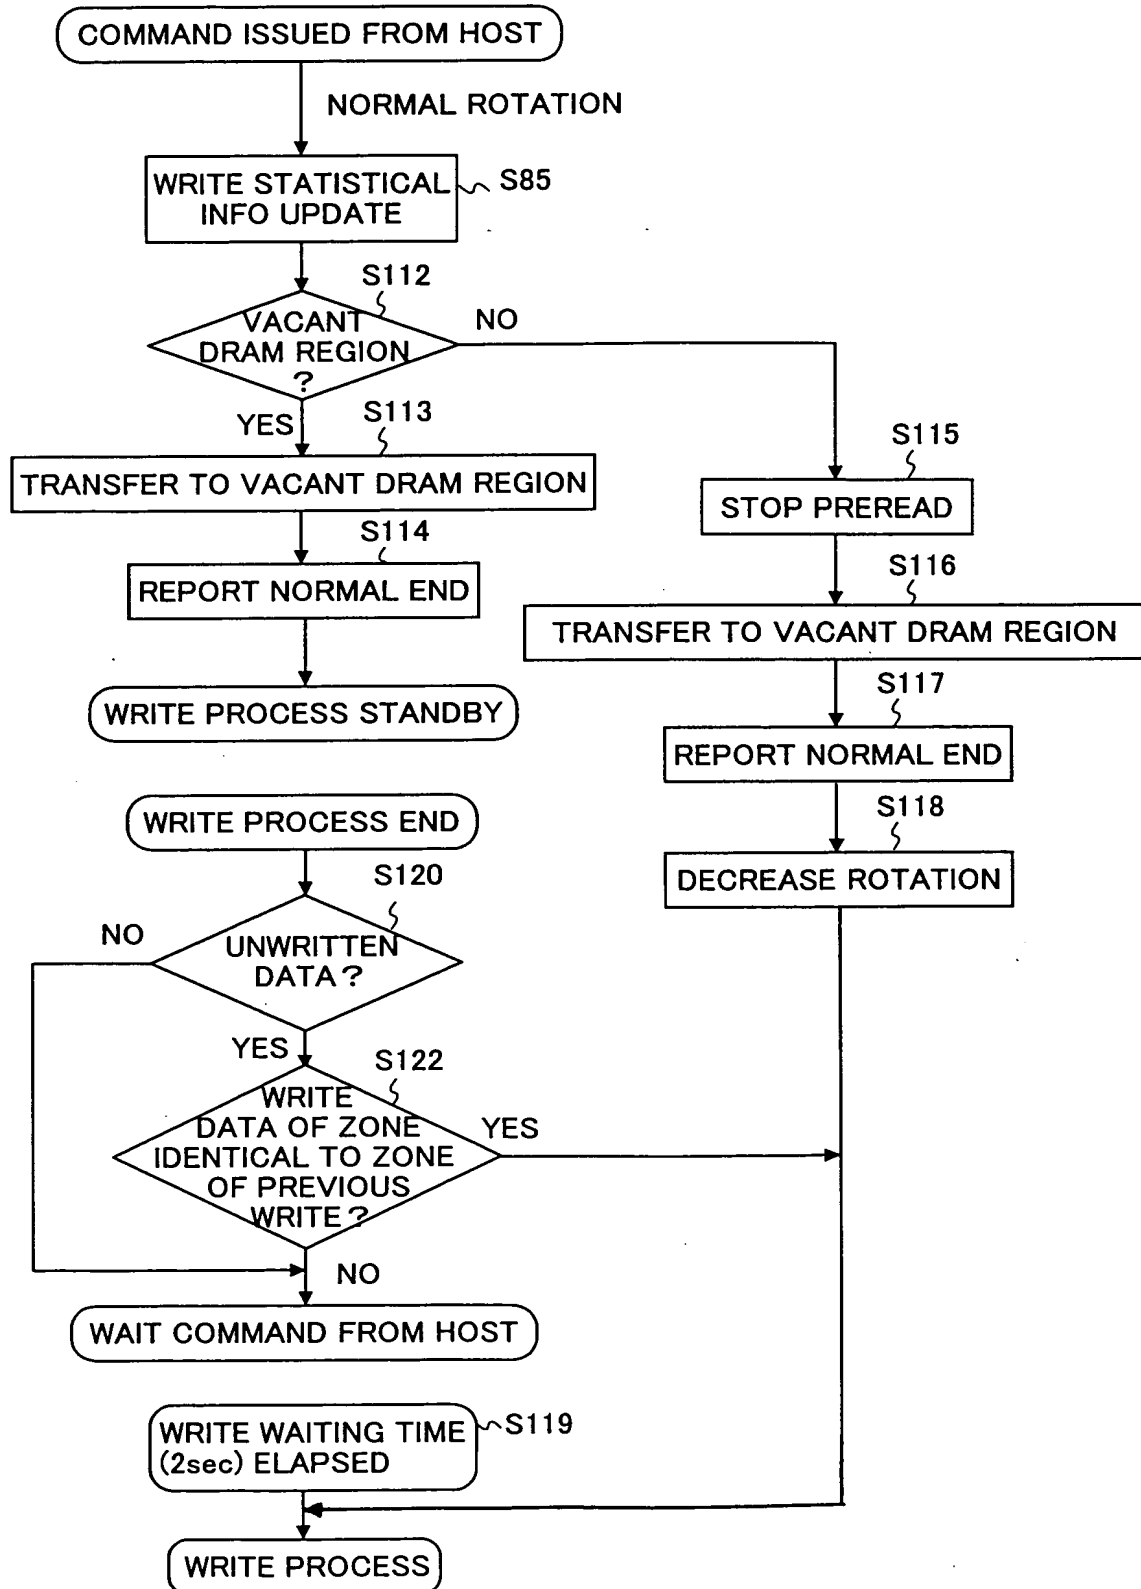 COMMAND ISSUED FROM HOST
NORMAL ROTATION
WRITE STATISTICAL
INFO UPDATE
S85
S112
VACANT
DRAM REGION
?
NO
YES
S113
TRANSFER TO VACANT DRAM REGION
S114
REPORT NORMAL END
WRITE PROCESS STANDBY
S115
STOP PREREAD
S116
TRANSFER TO VACANT DRAM REGION
S117
REPORT NORMAL END
S118
DECREASE ROTATION
WRITE PROCESS END
S120
UNWRITTEN
DATA?
NO
YES
S122
WRITE
DATA OF ZONE
IDENTICAL TO ZONE
OF PREVIOUS
WRITE?
YES
NO
WAIT COMMAND FROM HOST
WRITE WAITING TIME
(2sec) ELAPSED
S119
WRITE PROCESS